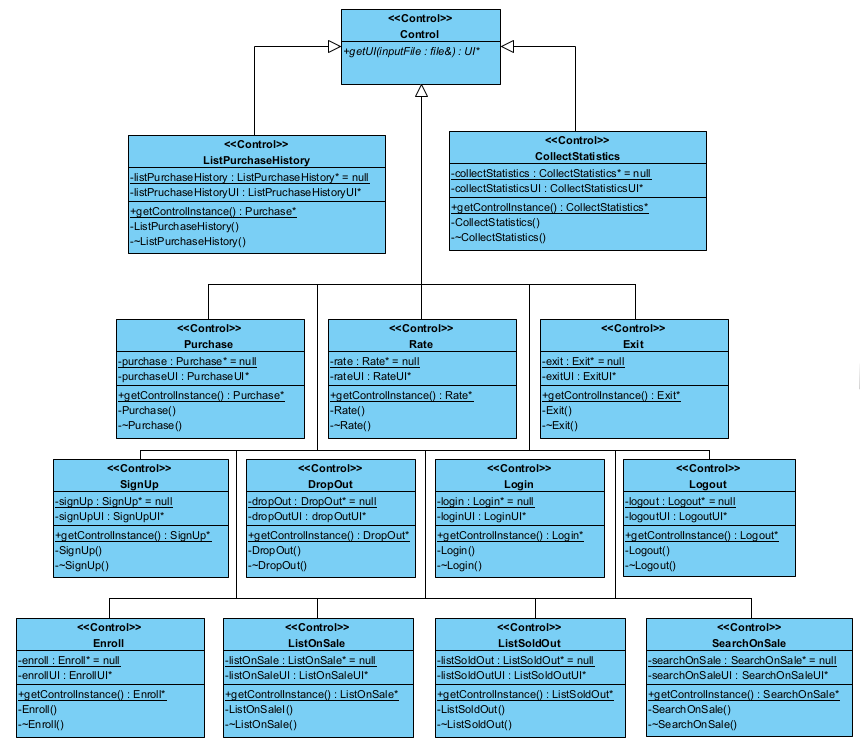 <<Control>>
Control
+getUI(inputFile : file&) : UI*
<<Control>>
ListPurchaseHistory
-listPurchaseHistory : ListPurchaseHistory* = null
-listPruchaseHistoryUI : ListPruchaseHistoryUI*
+getControlInstance() : Purchase*
-ListPurchaseHistory()
-~ListPurchaseHistory()
<<Control>>
CollectStatistics
-collectStatistics : CollectStatistics* = null
-collectStatisticsUI : CollectStatisticsUI*
+getControlInstance() : CollectStatistics*
-CollectStatistics()
-~CollectStatistics()
<<Control>>
Purchase
-purchase : Purchase* = null
-purchaseUI : PurchaseUI*
+getControlInstance() : Purchase*
-Purchase()
-~Purchase()
<<Control>>
Rate
-rate : Rate* = null
-rateUI : RateUI*
+getControlInstance() : Rate*
-Rate()
-~Rate()
<<Control>>
Exit
-exit : Exit* = null
-exitUI : ExitUI*
+getControlInstance() : Exit*
-Exit()
-~Exit()
<<Control>>
SignUp
-signUp : SignUp* = null
-signUpUI : SignUpUI*
+getControlInstance() : SignUp*
-SignUp()
-~SignUp()
<<Control>>
DropOut
-dropOut : DropOut* = null
-dropOutUI : dropOutUI*
+getControlInstance() : DropOut*
-DropOut()
-~DropOut()
<<Control>>
Login
-login : Login* = null
-loginUI : LoginUI*
+getControlInstance() : Login*
-Login()
-~Login()
<<Control>>
Logout
-logout : Logout* = null
-logoutUI : LogoutUI*
+getControlInstance() : Logout*
-Logout()
-~Logout()
<<Control>>
Enroll
-enroll : Enroll* = null
-enrollUI : EnrollUI*
+getControlInstance() : Enroll*
-Enroll()
-~Enroll()
<<Control>>
ListOnSale
-listOnSale : ListOnSale* = null
-listOnSaleUI : ListOnSaleUI*
+getControlInstance() : ListOnSale*
-ListOnSalel()
-~ListOnSale()
<<Control>>
ListSoldOut
-listSoldOut : ListSoldOut* = null
-listSoldOutUI : ListSoldOutUI*
+getControlInstance() : ListSoldOut*
-ListSoldOut()
-~ListSoldOut()
<<Control>>
SearchOnSale
-searchOnSale : SearchOnSale* = null
-searchOnSaleUI : SearchOnSaleUI*
+getControlInstance() : SearchOnSale*
-SearchOnSale()
-~SearchOnSale()